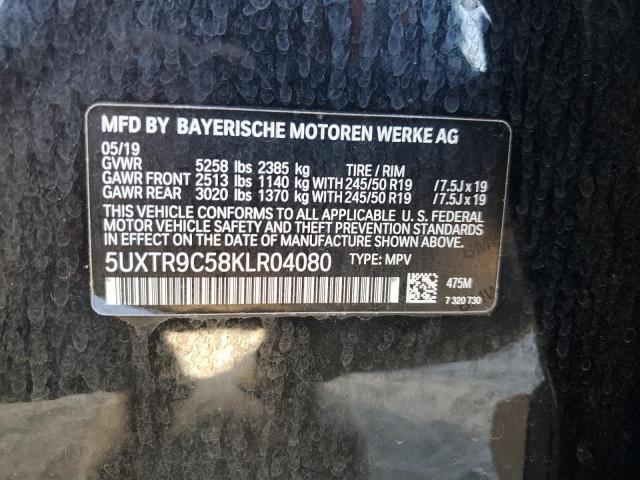 MFD BY BAYERISCHE MOTOREN WERKE AG
05/19
GVWR 5258 lbs 2385 kg TIRE / RIM
GAWR FRONT 2513 lbs 1140 kg WITH 245/50 R19 / 7.5J x 19
GAWR REAR 3020 lbs 1370 kg WITH 245/50 R19 / 7.5J x 19
THIS VEHICLE CONFORMS TO ALL APPLICABLE U. S. FEDERAL
MOTOR VEHICLE SAFETY AND THEFT PREVENTION STANDARDS
IN EFFECT ON THE DATE OF MANUFACTURE SHOWN ABOVE.
5UXTR9C58KLR04080 TYPE: MPV
475M
7 320 730